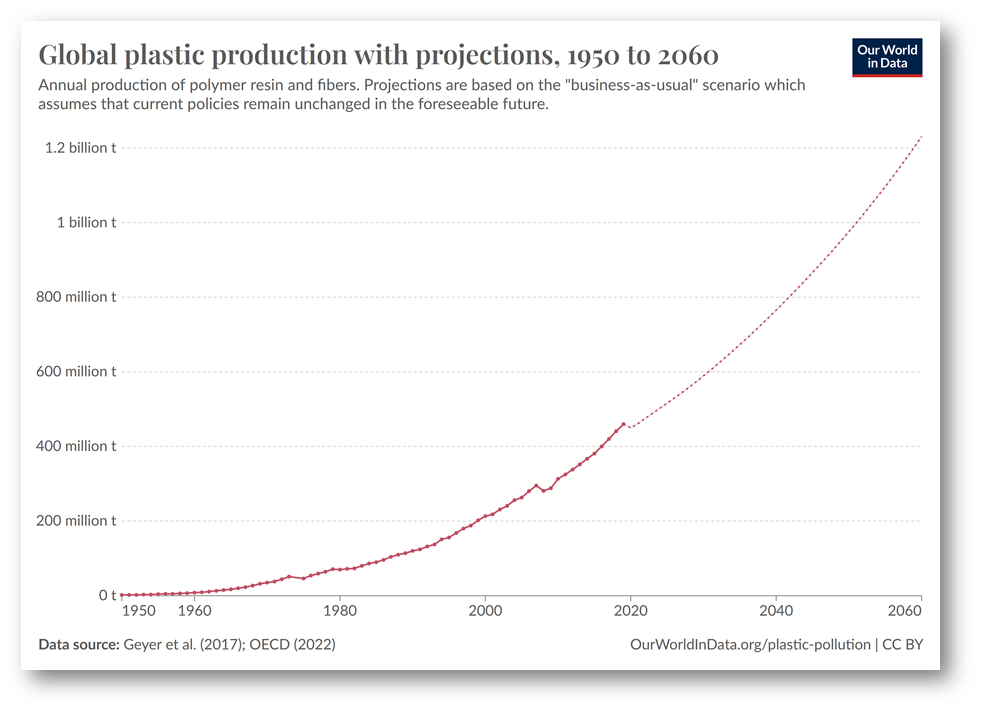 Global plastic production with projections, 1950 to 2060
Our World
in Data
Annual production of polymer resin and fibers. Projections are based on the "business-as-usual" scenario which
assumes that current policies remain unchanged in the foreseeable future.
1.2 billion t
1 billion t
800 million t
600 million t
400 million t
200 million t
0 t
1950 1960 1980 2000 2020 2040 2060
Data source: Geyer et al. (2017); OECD (2022)
OurWorldInData.org/plastic-pollution | CC BY